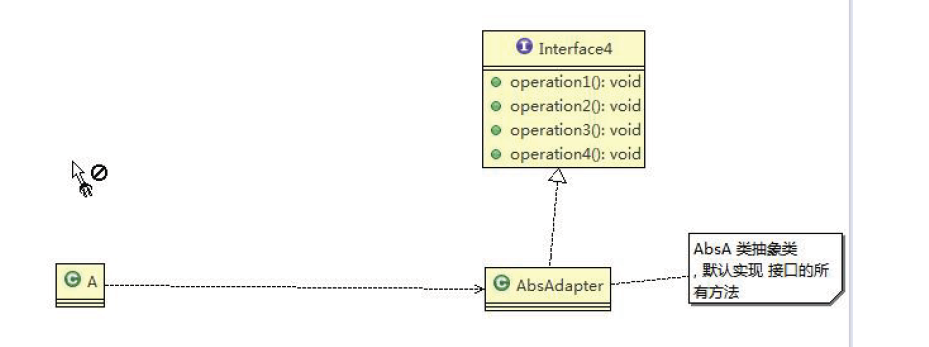 Interface4
operation1(): void
operation2(): void
operation3(): void
operation4(): void
A
AbsAdapter
AbsA 类抽象类
, 默认实现 接口的所
有方法